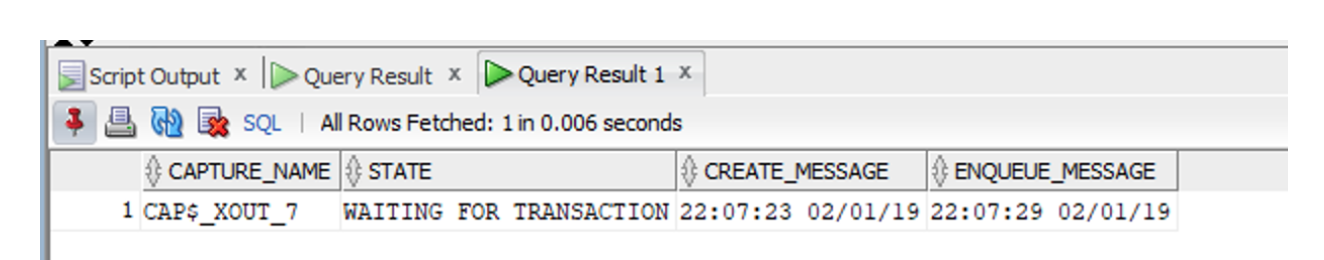 Script Output x Query Result x Query Result 1 x
SQL | All Rows Fetched: 1 in 0.006 seconds
CAPTURE_NAME STATE CREATE_MESSAGE ENQUEUE_MESSAGE
1 CAP$_XOUT_7 WAITING FOR TRANSACTION 22:07:23 02/01/19 22:07:29 02/01/19